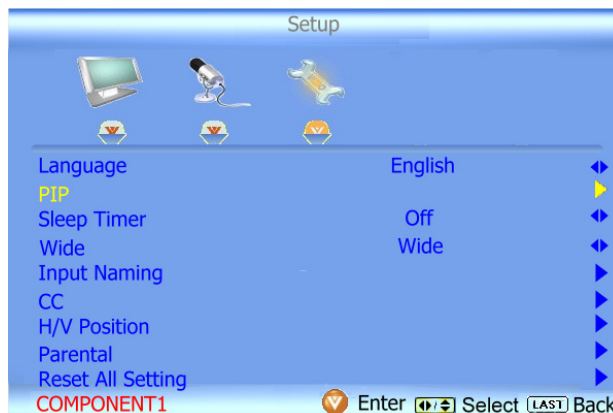 Setup
Language English
PIP
Sleep Timer Off
Wide Wide
Input Naming
CC
H/V Position
Parental
Reset All Setting
COMPONENT1 V Enter Select LAST Back